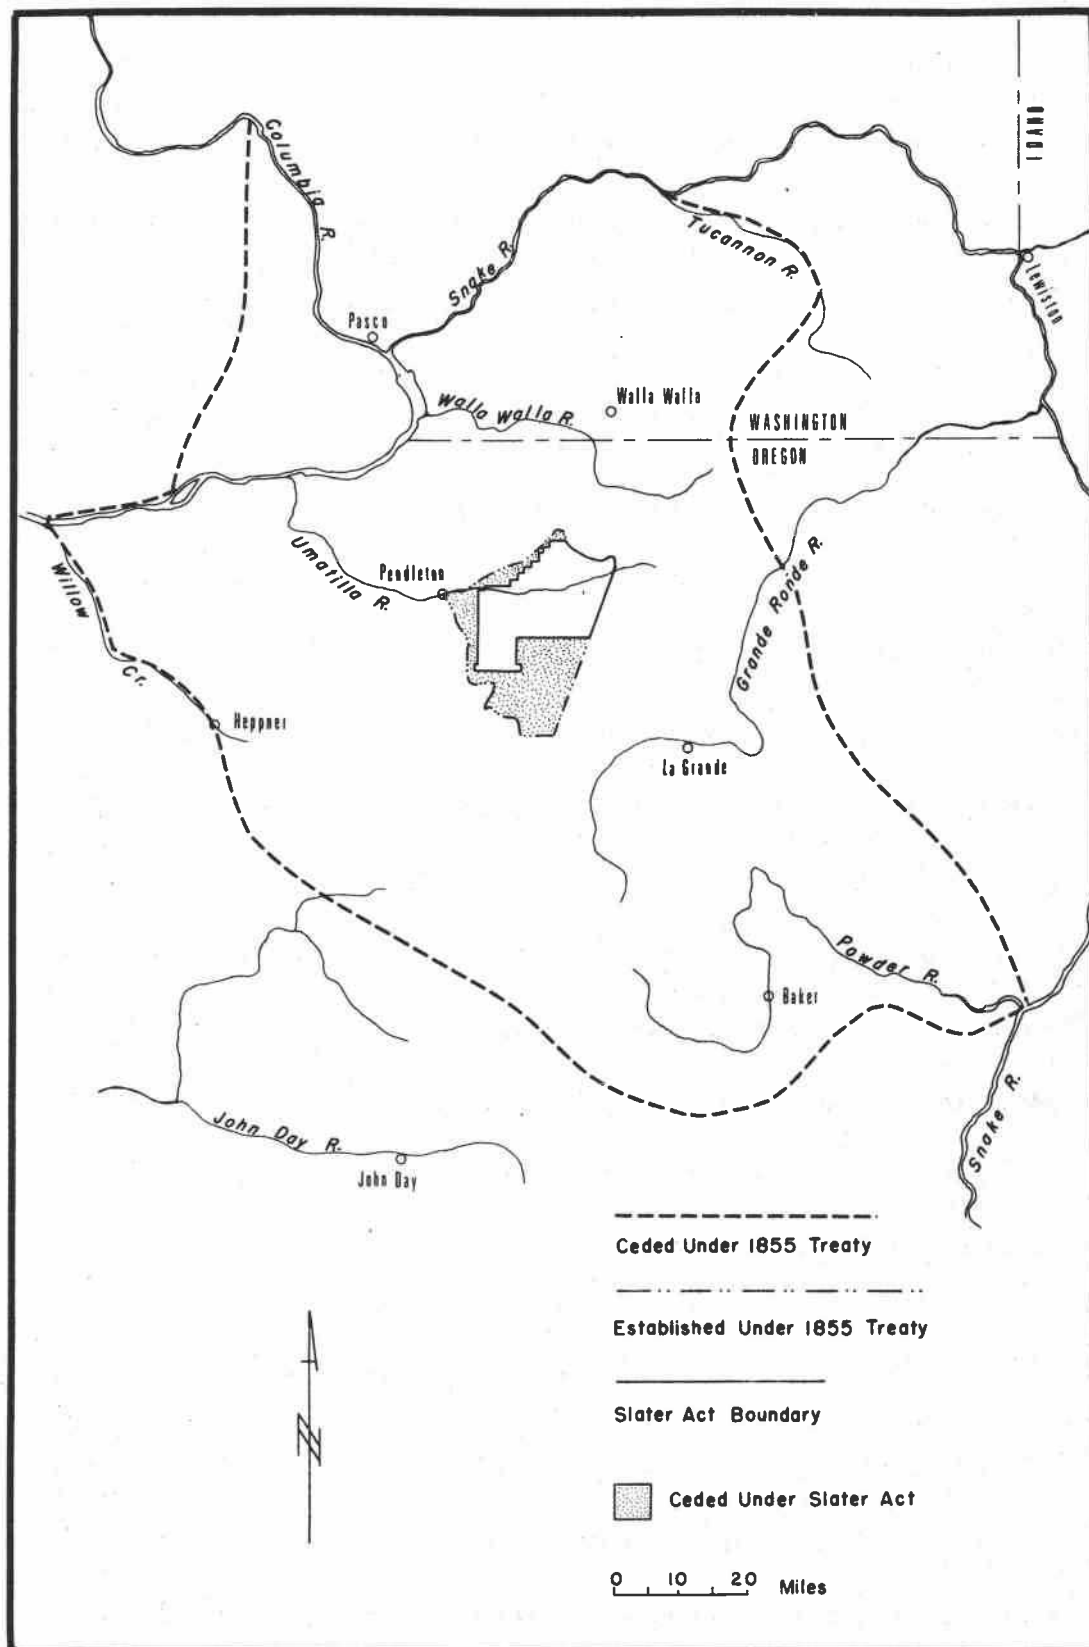 IDAHO
Columbia R.
Snake R.
Tucannon R.
Lewiston
Pasco
Walla Walla R.
Walla Walla
WASHINGTON
OREGON
Umatilla R.
Pendleton
Grande Ronde R.
Willow Cr.
Heppner
La Grande
Powder R.
Baker
John Day R.
John Day
Snake R.
Ceded Under 1855 Treaty
Established Under 1855 Treaty
Slater Act Boundary
N
Ceded Under Slater Act
0 10 20 Miles